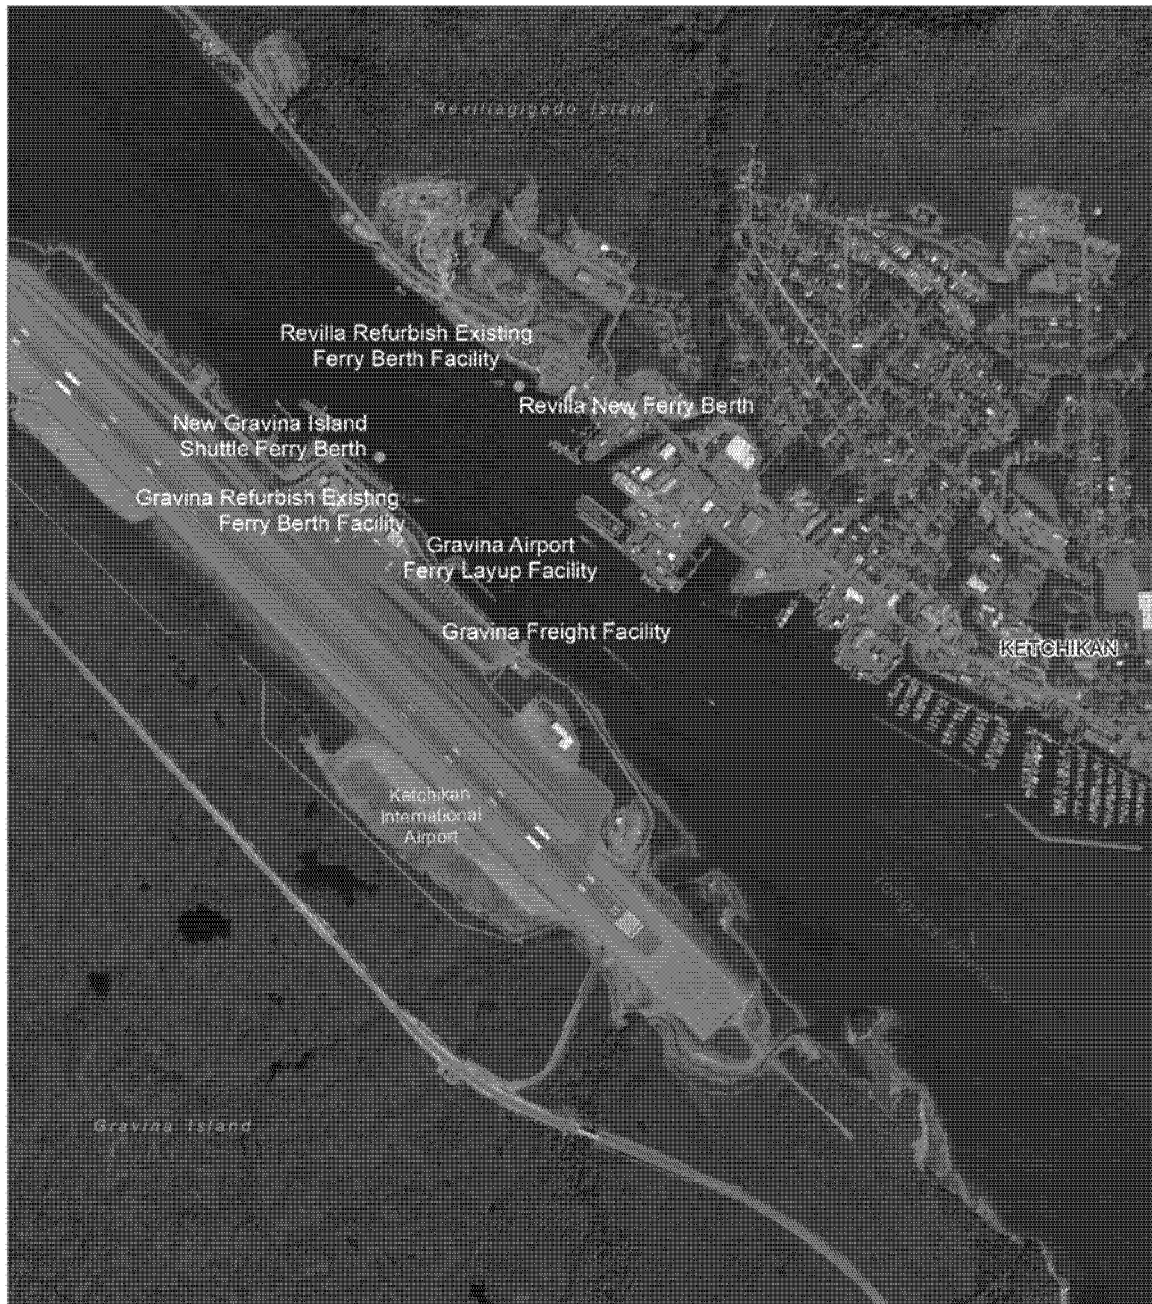 Revillagigedo Island
Revilla Refurbish Existing
Ferry Berth Facility
Revilla New Ferry Berth
New Gravina Island
Shuttle Ferry Berth
Gravina Refurbish Existing
Ferry Berth Facility
Gravina Airport
Ferry Layup Facility
Gravina Freight Facility
KETCHIKAN
Ketchikan
International
Airport
Gravina Island